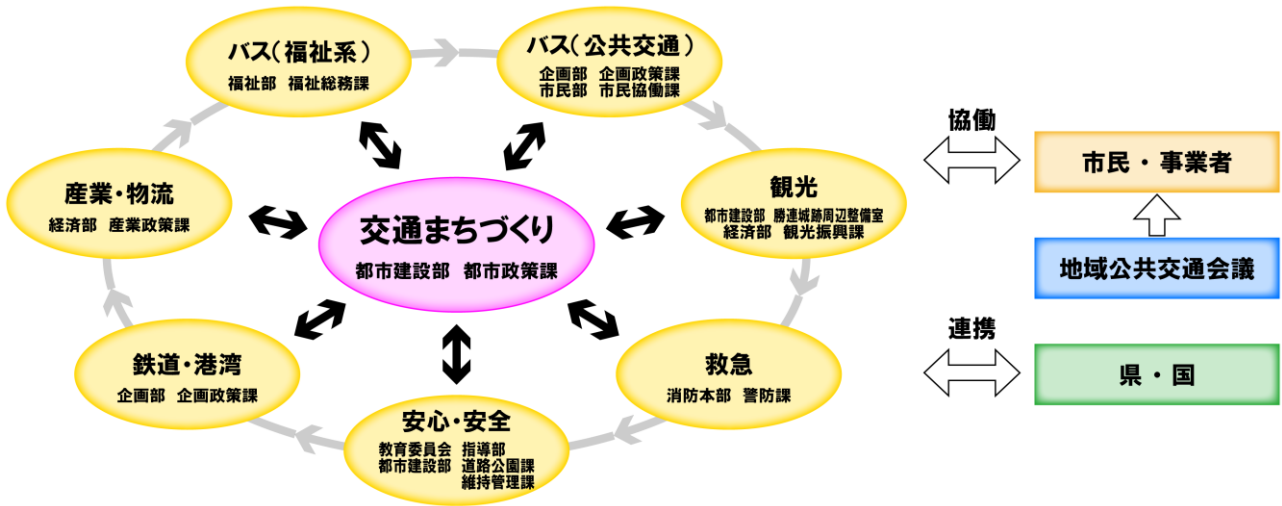 バス(福祉系)
福祉部 福祉総務課
バス(公共交通)
企画部 企画政策課
市民部 市民協働課
観光
都市建設部 勝連城跡周辺整備室
経済部 観光振興課
救急
消防本部 警防課
安心・安全
教育委員会 指導部
都市建設部 道路公園課
維持管理課
鉄道・港湾
企画部 企画政策課
産業・物流
経済部 産業政策課
交通まちづくり
都市建設部 都市政策課
協働
市民・事業者
地域公共交通会議
連携
県・国